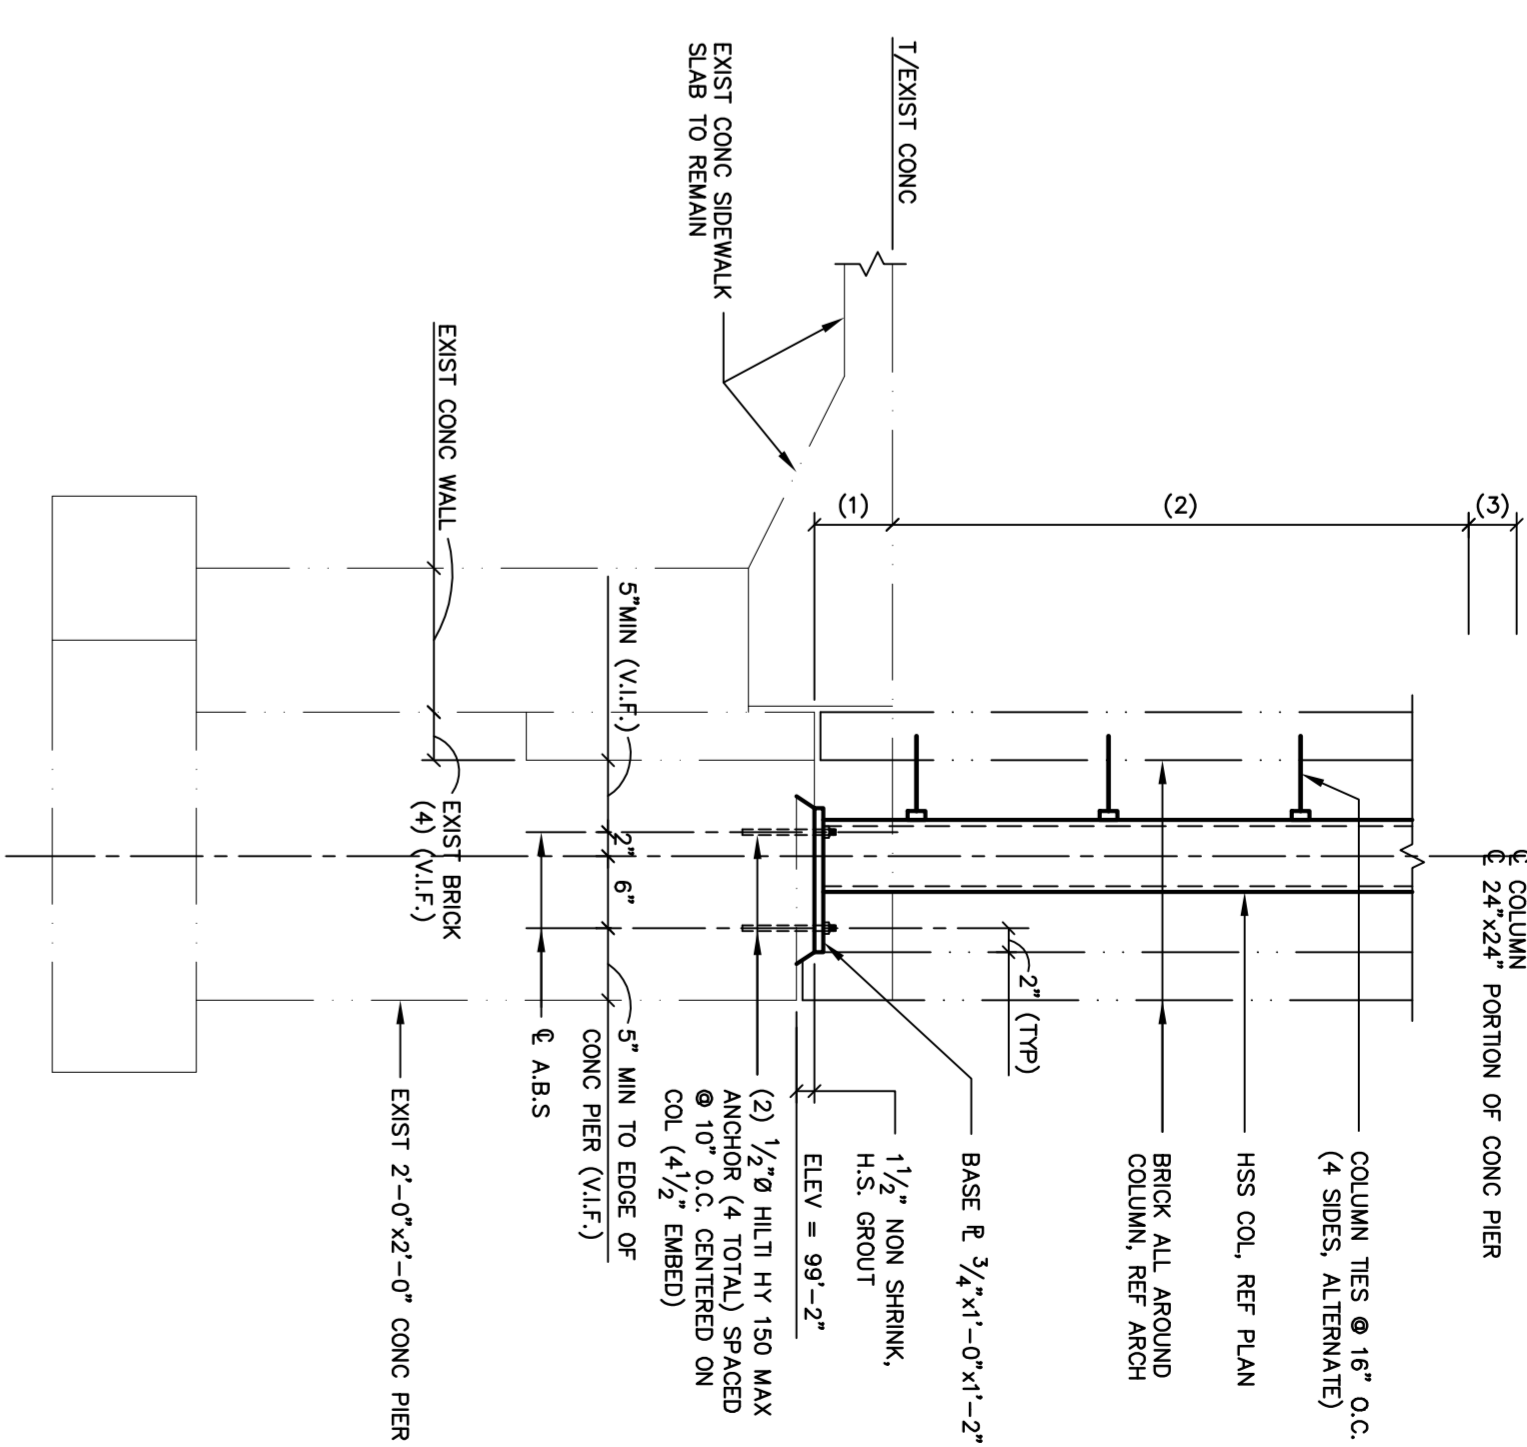 ℄ COLUMN
℄ 24"x24" PORTION OF CONC PIER
COLUMN TIES @ 16" O.C.
(4 SIDES, ALTERNATE)
HSS COL, REF PLAN
BRICK ALL AROUND
COLUMN, REF ARCH
2" (TYP)
BASE ℙL 3/4"x1'-0"x1'-2"
1 1/2" NON SHRINK,
H.S. GROUT
ELEV = 99'-2"
(2) 1/2"Ø HILTI HY 150 MAX
ANCHOR (4 TOTAL) SPACED
@ 10" O.C. CENTERED ON
COL (4 1/2" EMBED)
5" MIN TO EDGE OF
CONC PIER (V.I.F.)
℄ A.B.S
EXIST 2'-0"x2'-0" CONC PIER
(3)
(2)
(1)
T/EXIST CONC
EXIST CONC SIDEWALK
SLAB TO REMAIN
5"MIN (V.I.F.)
2"
6"
EXIST CONC WALL
EXIST BRICK
(4) (V.I.F.)